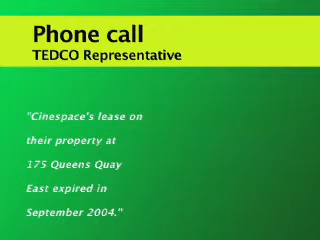 Phone call
TEDCO Representative
"Cinespace's lease on
their property at
175 Queens Quay
East expired in
September 2004."